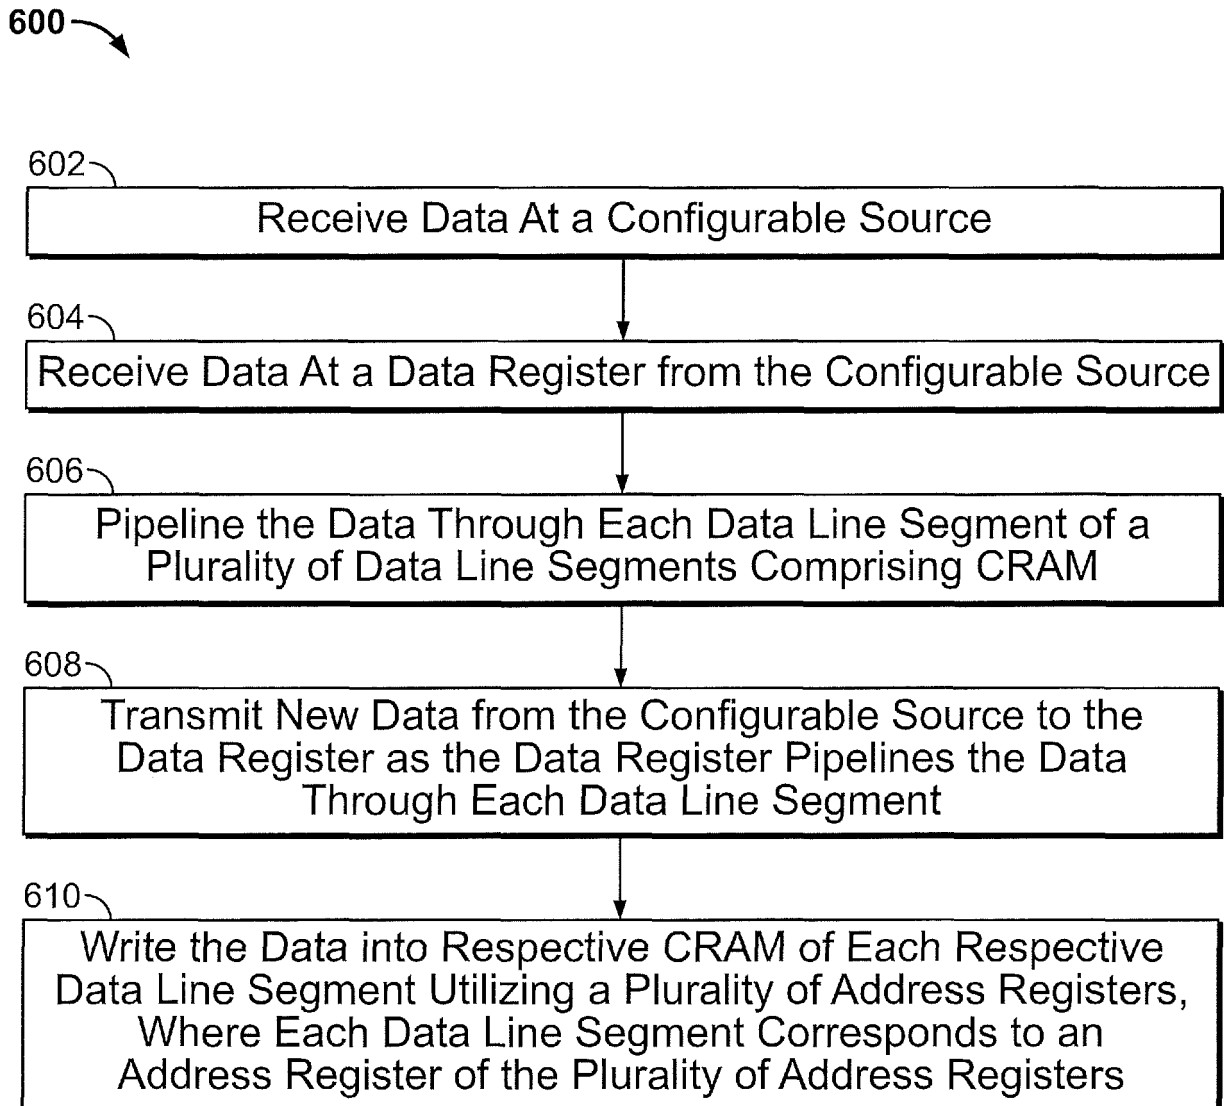 600
602
Receive Data At a Configurable Source
604
Receive Data At a Data Register from the Configurable Source
606
Pipeline the Data Through Each Data Line Segment of a
Plurality of Data Line Segments Comprising CRAM
608
Transmit New Data from the Configurable Source to the
Data Register as the Data Register Pipelines the Data
Through Each Data Line Segment
610
Write the Data into Respective CRAM of Each Respective
Data Line Segment Utilizing a Plurality of Address Registers,
Where Each Data Line Segment Corresponds to an
Address Register of the Plurality of Address Registers